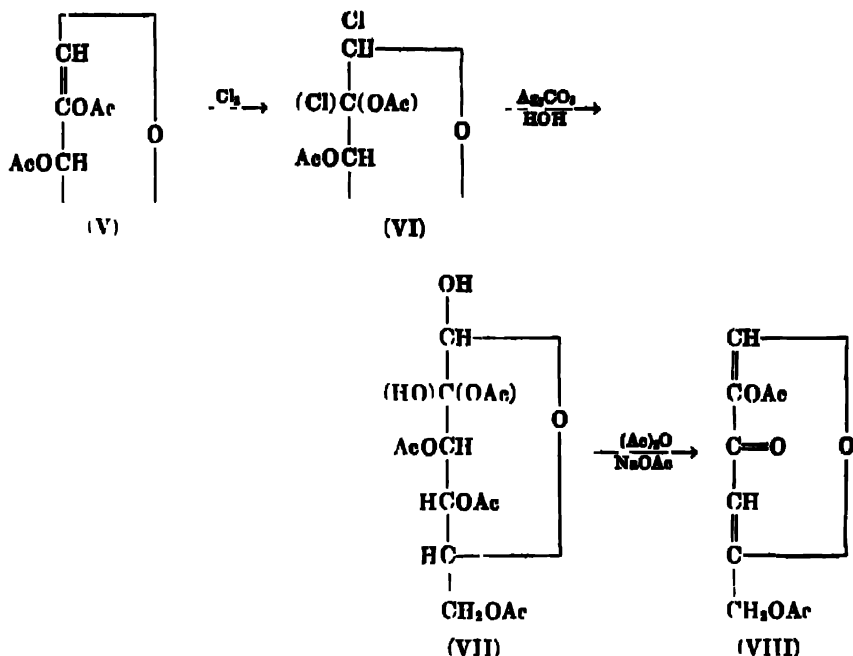 Cl
CH CH
COAc Cl₂ (Cl)C(OAc) Ag₂CO₃
HOH
O O
AcOCH AcOCH
(V) (VI)
OH
CH CH
(HO)C(OAc) COAc
O
AcOCH (Ac)₂O C=O O
NaOAc
HCOAc CH
HC C
CH₂OAc CH₂OAc
(VII) (VIII)